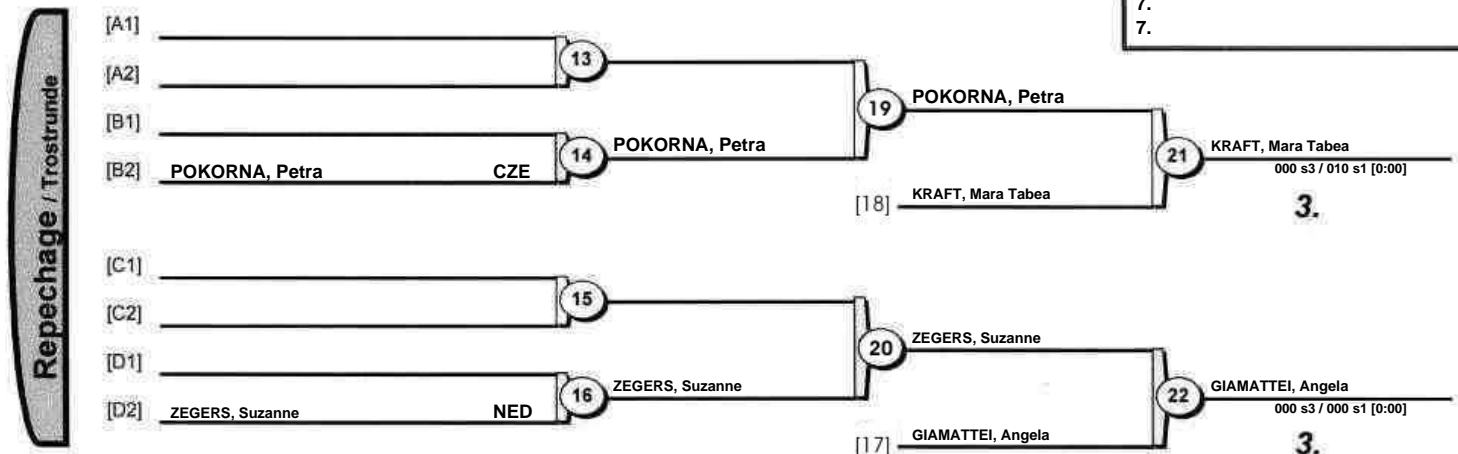 7.
7.
Repechage / Trostrunde
[A1]
[A2]
13
[B1]
[B2] POKORNA, Petra CZE
14 POKORNA, Petra
19 POKORNA, Petra
[18] KRAFT, Mara Tabea
21 KRAFT, Mara Tabea
000 s3 / 010 s1 [0:00]
3.
[C1]
[C2]
15
[D1]
[D2] ZEGERS, Suzanne NED
16 ZEGERS, Suzanne
20 ZEGERS, Suzanne
[17] GIAMATTEI, Angela
22 GIAMATTEI, Angela
000 s3 / 000 s1 [0:00]
3.